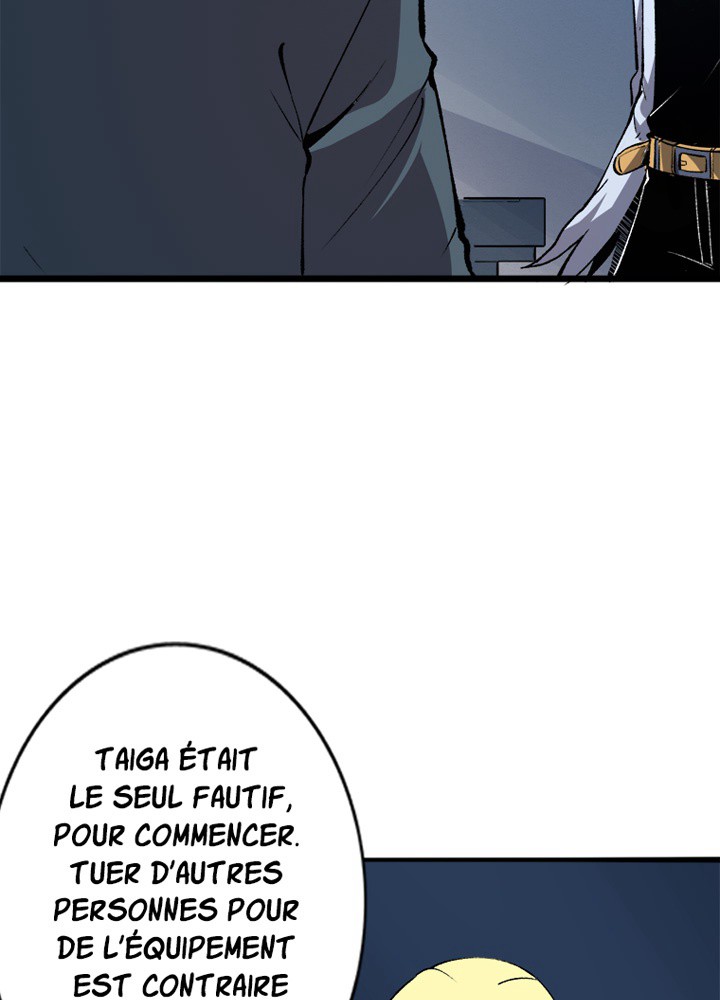 TAIGA ÉTAIT
LE SEUL FAUTIF,
POUR COMMENCER.
TUER D'AUTRES
PERSONNES POUR
DE L'ÉQUIPEMENT
EST CONTRAIRE